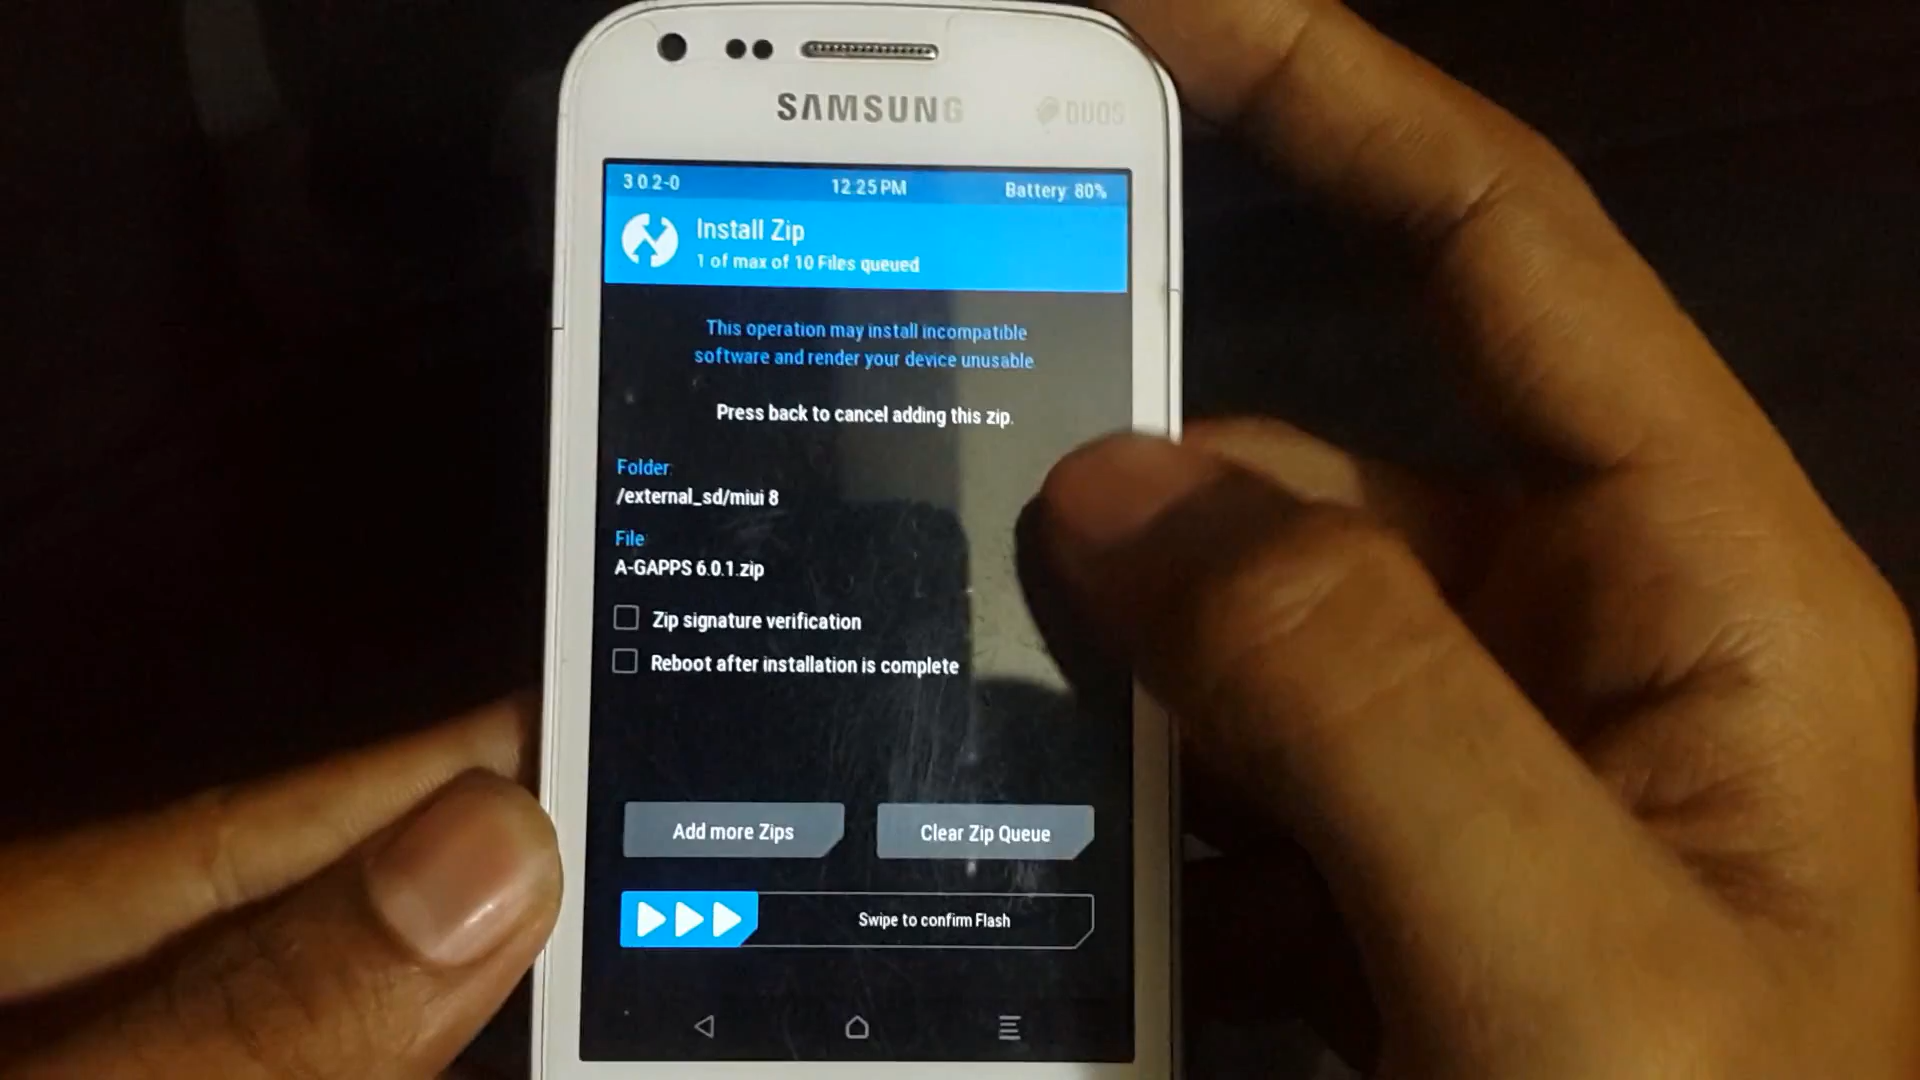 SAMSUNG
DUOS
3.0.2-0
12:25 PM
Battery: 80%
Install Zip
1 of max of 10 Files queued
This operation may install incompatible
software and render your device unusable.
Press back to cancel adding this zip.
Folder:
/external_sd/miui 8
File:
A-GAPPS 6.0.1.zip
Zip signature verification
Reboot after installation is complete
Add more Zips
Clear Zip Queue
Swipe to confirm Flash